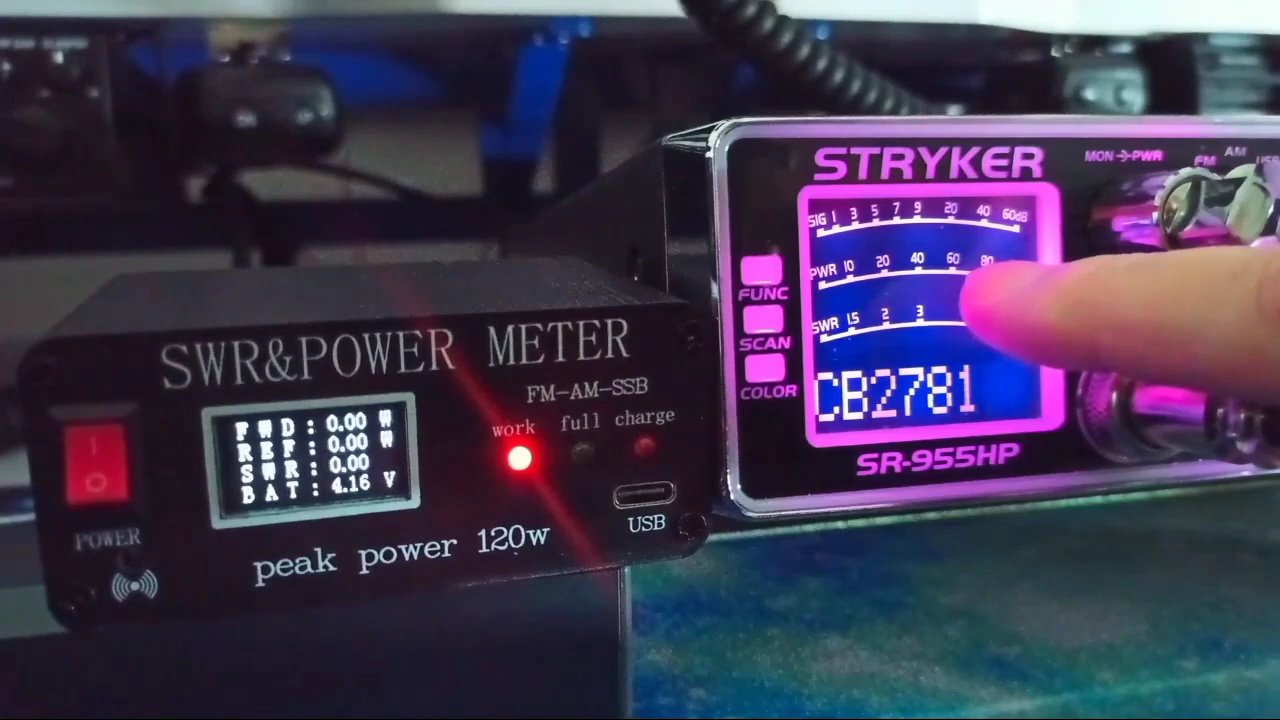 SWR&POWER METER
FM-AM-SSB
work full charge
FWD: 0.00 W
REF: 0.00 W
SWR: 0.00
BAT: 4.16 V
I
O
POWER
peak power 120w
USB
STRYKER
MON PWR
FM
AM
USB
SIG 1 3 5 7 9 20 40 60dB
PWR 10 20 40 60 80
SWR 1.5 2 3
CB2781
FUNC
SCAN
COLOR
SR-955HP